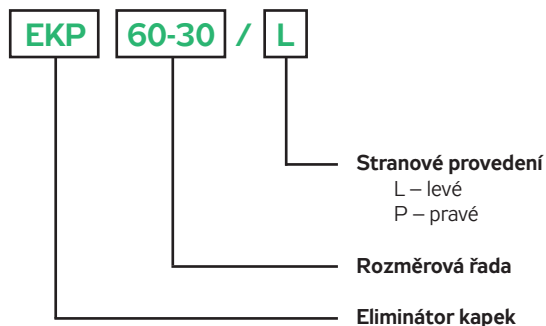 EKP 60-30 / L
Stranové provedení
L – levé
P – pravé
Rozměrová řada
Eliminátor kapek